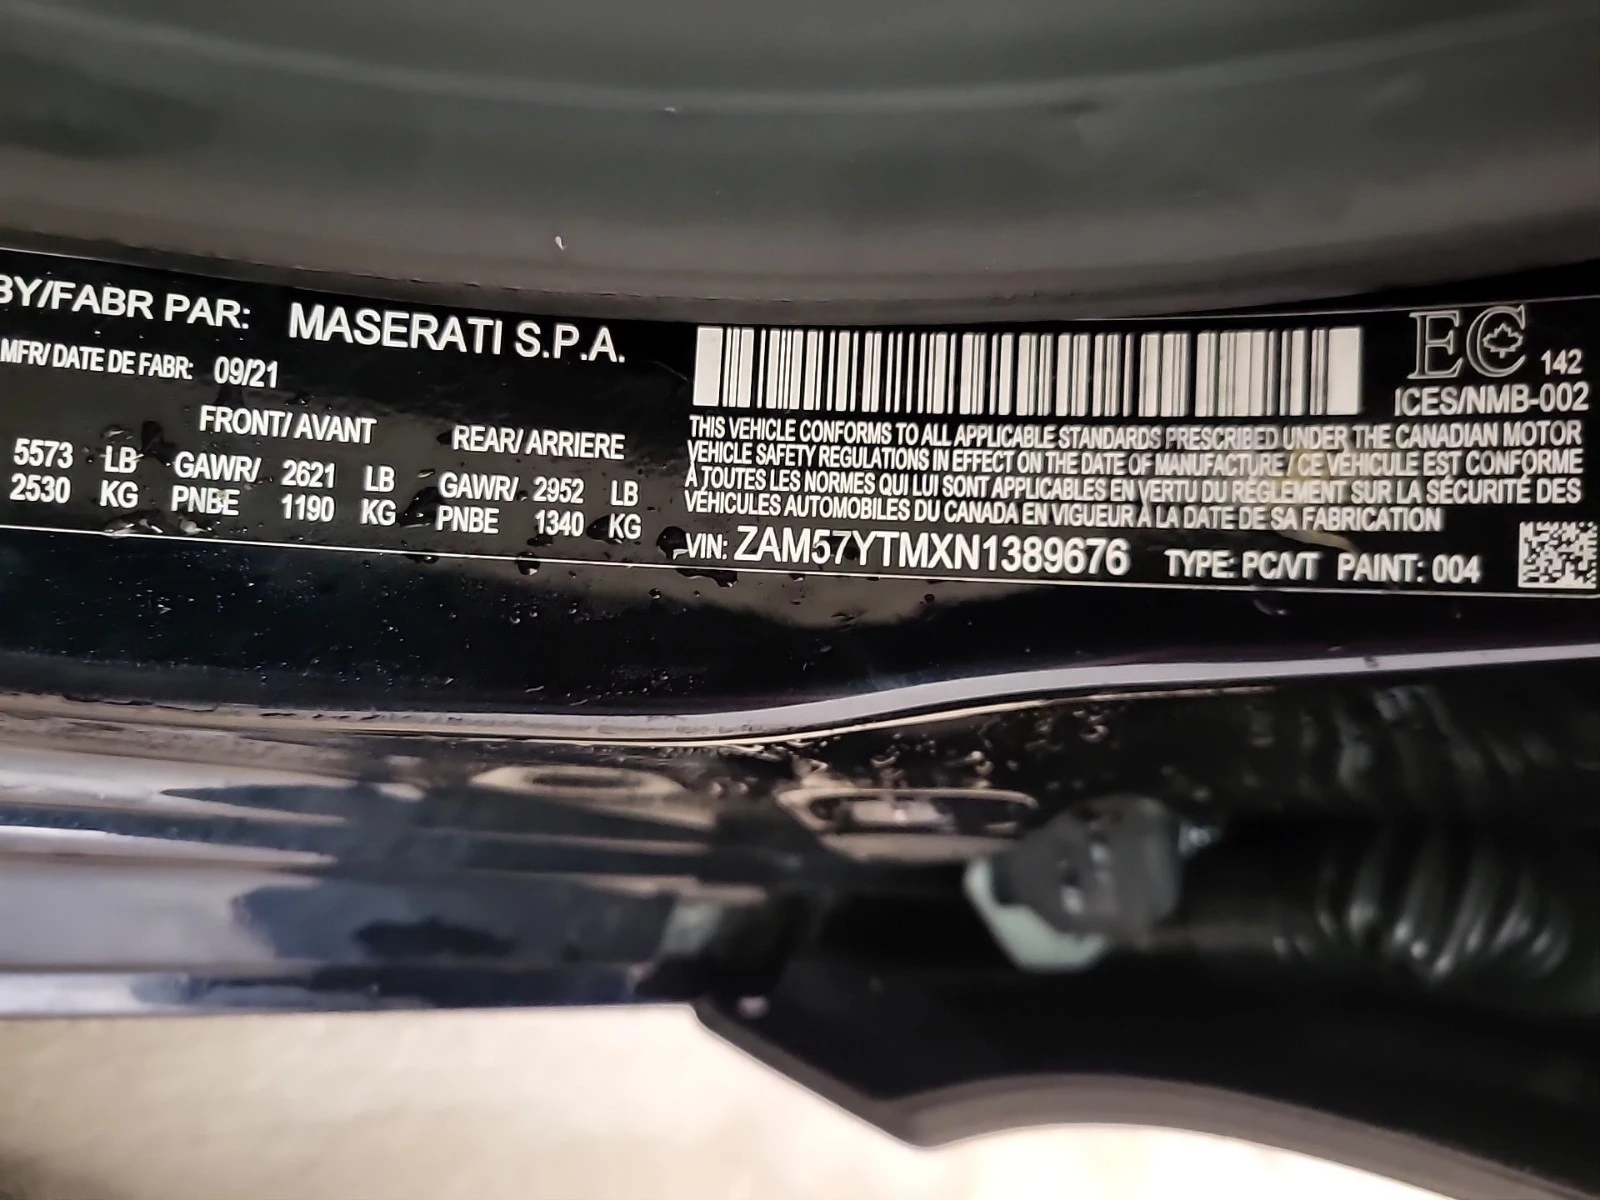 BY/FABR PAR: MASERATI S.P.A.
MFR/ DATE DE FABR: 09/21
FRONT/ AVANT REAR/ ARRIERE
5573 LB GAWR/ 2621 LB GAWR/ 2952 LB
2530 KG PNBE 1190 KG PNBE 1340 KG
EC 142
ICES/NMB-002
THIS VEHICLE CONFORMS TO ALL APPLICABLE STANDARDS PRESCRIBED UNDER THE CANADIAN MOTOR
VEHICLE SAFETY REGULATIONS IN EFFECT ON THE DATE OF MANUFACTURE / CE VÉHICULE EST CONFORME
À TOUTES LES NORMES QUI LUI SONT APPLICABLES EN VERTU DU RÈGLEMENT SUR LA SÉCURITÉ DES
VÉHICULES AUTOMOBILES DU CANADA EN VIGUEUR À LA DATE DE SA FABRICATION
VIN: ZAM57YTMXN1389676 TYPE: PC/VT PAINT: 004